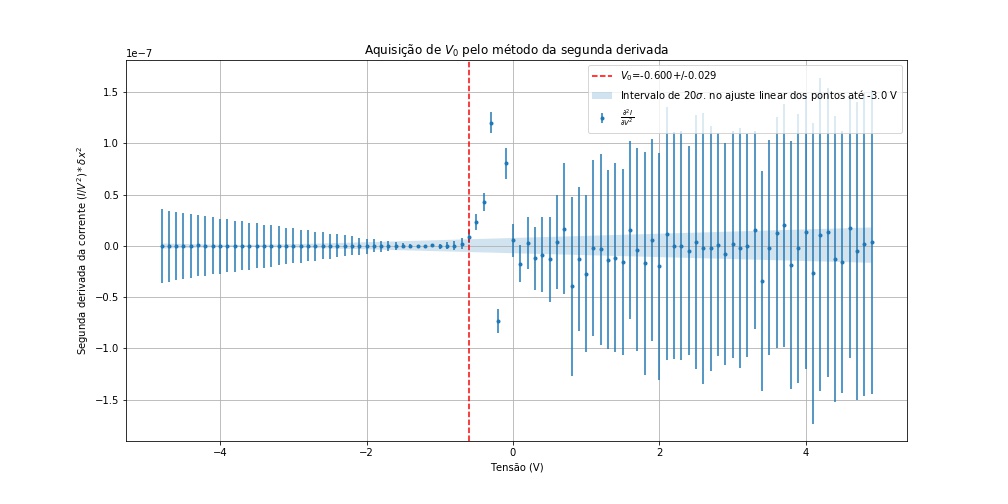 Aquisição de V₀ pelo método da segunda derivada
1e−7
V₀=-0.600+/-0.029
Intervalo de 20σ. no ajuste linear dos pontos até -3.0 V
∂²I/∂V²
Segunda derivada da corrente (I/V²) * δx²
1.5
1.0
0.5
0.0
−0.5
−1.0
−1.5
−4 −2 0 2 4
Tensão (V)